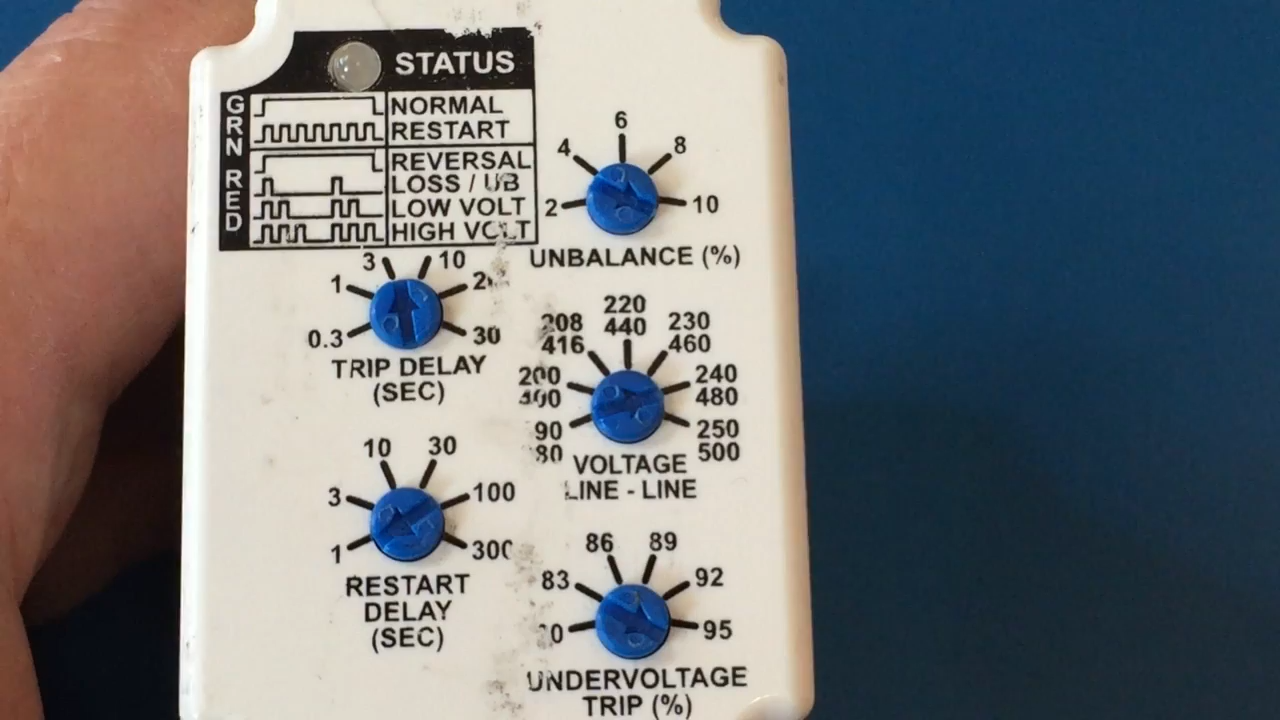 STATUS
GRN
NORMAL
RESTART
RED
REVERSAL
LOSS / UB
LOW VOLT
HIGH VOLT
2 4 6 8 10
UNBALANCE (%)
0.3 1 3 10 30
TRIP DELAY
(SEC)
208 220 230
416 440 460
200 240
400 480
90 250
80 500
VOLTAGE
LINE - LINE
1 3 10 30 100 300
RESTART
DELAY
(SEC)
83 86 89 92 95
UNDERVOLTAGE
TRIP (%)